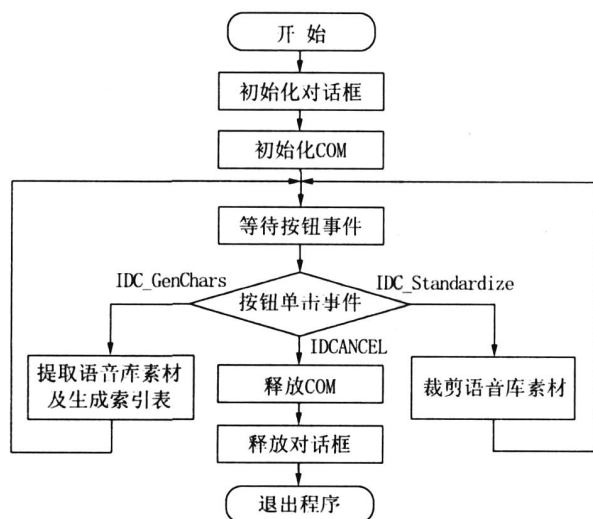 开 始
初始化对话框
初始化COM
等待按钮事件
IDC_GenChars
IDC_Standardize
按钮单击事件
IDCANCEL
提取语音库素材
及生成索引表
释放COM
裁剪语音库素材
释放对话框
退出程序